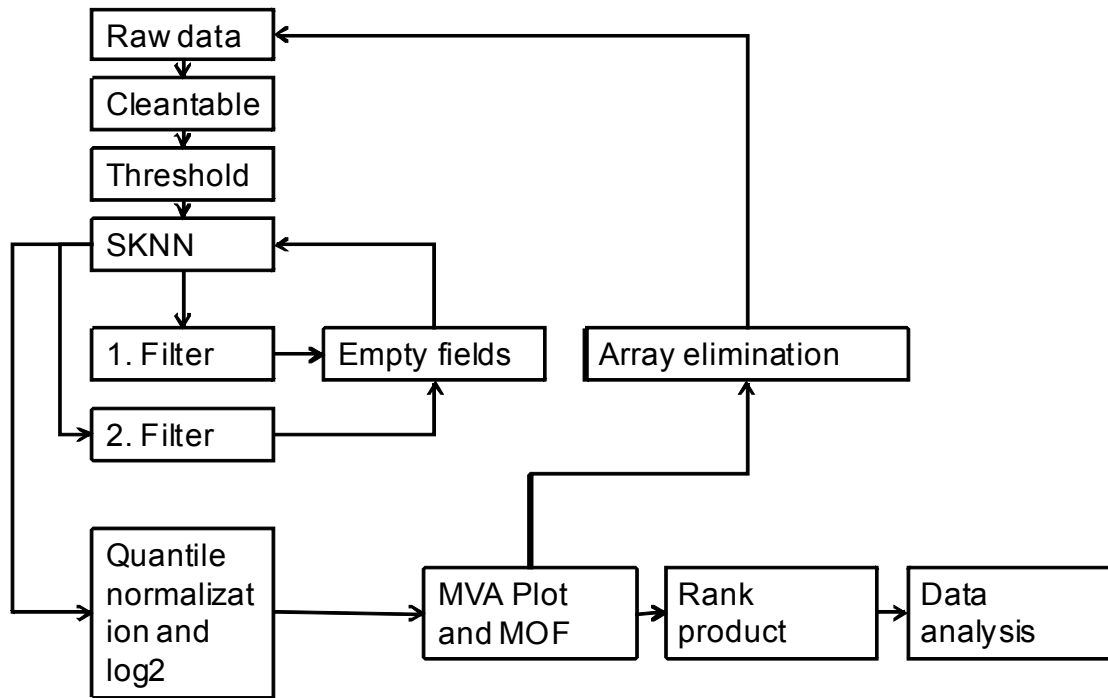 Raw data
Cleantable
Threshold
SKNN
1. Filter
Empty fields
Array elimination
2. Filter
Quantile
normalizat
ion and
log2
MVA Plot
and MOF
Rank
product
Data
analysis